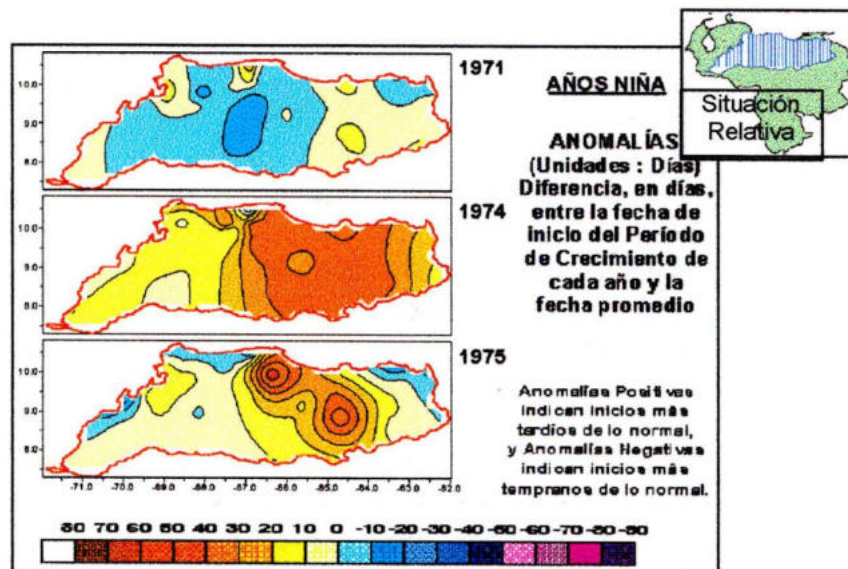 1971
AÑOS NIÑA
Situación
Relativa
ANOMALÍAS
(Unidades : Días)
Diferencia, en días,
entre la fecha de
inicio del Período
de Crecimiento de
cada año y la
fecha promedio
1974
1975
Anomalías Positivas
indican inicios más
tardíos de lo normal,
y Anomalías Negativas
indican inicios más
tempranos de lo normal.
10.0
9.0
8.0
10.0
9.0
8.0
10.0
9.0
8.0
-71.0 -70.0 -69.0 -68.0 -67.0 -66.0 -65.0 -64.0 -63.0 -62.0
80 70 60 50 40 30 20 10 0 -10 -20 -30 -40 -50 -60 -70 -80 -90